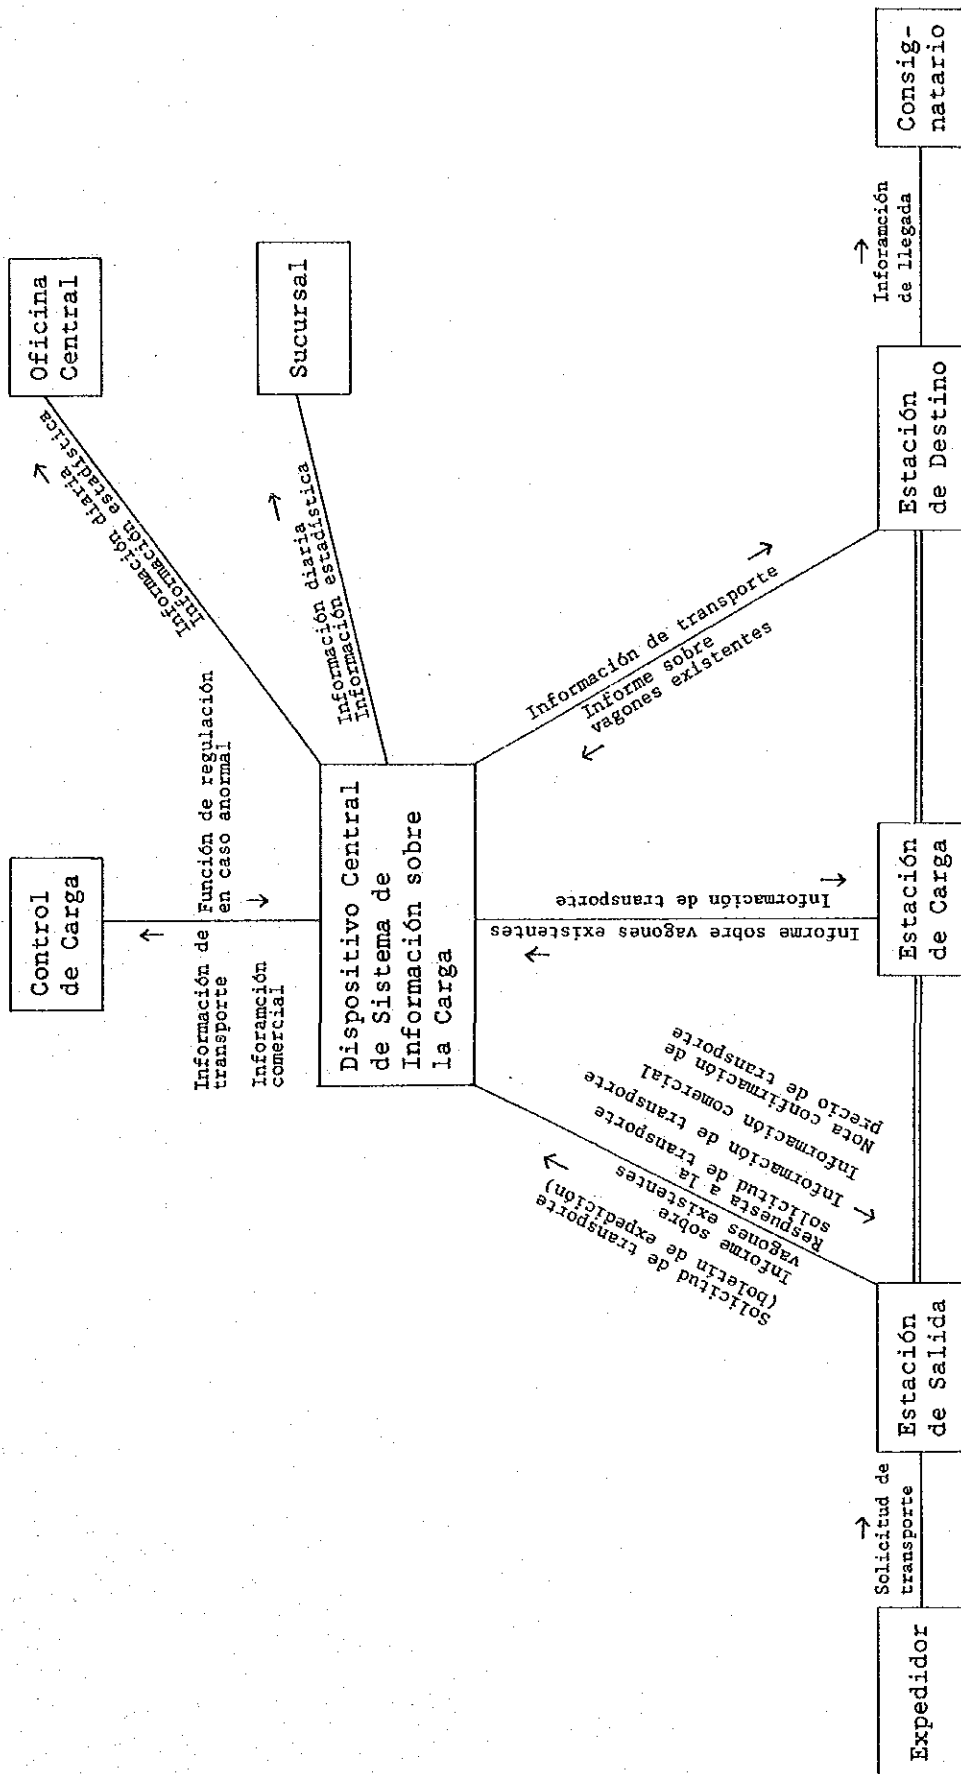 Control
de Carga
Oficina
Central
Información de
transporte
Inforamción
comercial
Función de regulación
en caso anormál
Información diaria
Información estadística
Sucursal
Información diaria
Información estadística
Dispositivo Central
de Sistema de
Información sobre
la Carga
Solicitud de transporte
(boletín de expedición)
Informe sobre
vagones existentes
Respuesta a la
solicitud de transporte
Información de transporte
Información comercial
Nota confirmación de
precio de transporte
Informe sobre vagones existentes
Información de transporte
Información de transporte
Informe sobre
vagones existentes
Expedidor
Solicitud de
transporte
Estación
de Salida
Estación
de Carga
Estación
de Destino
Inforamción
de llegada
Consig-
natario